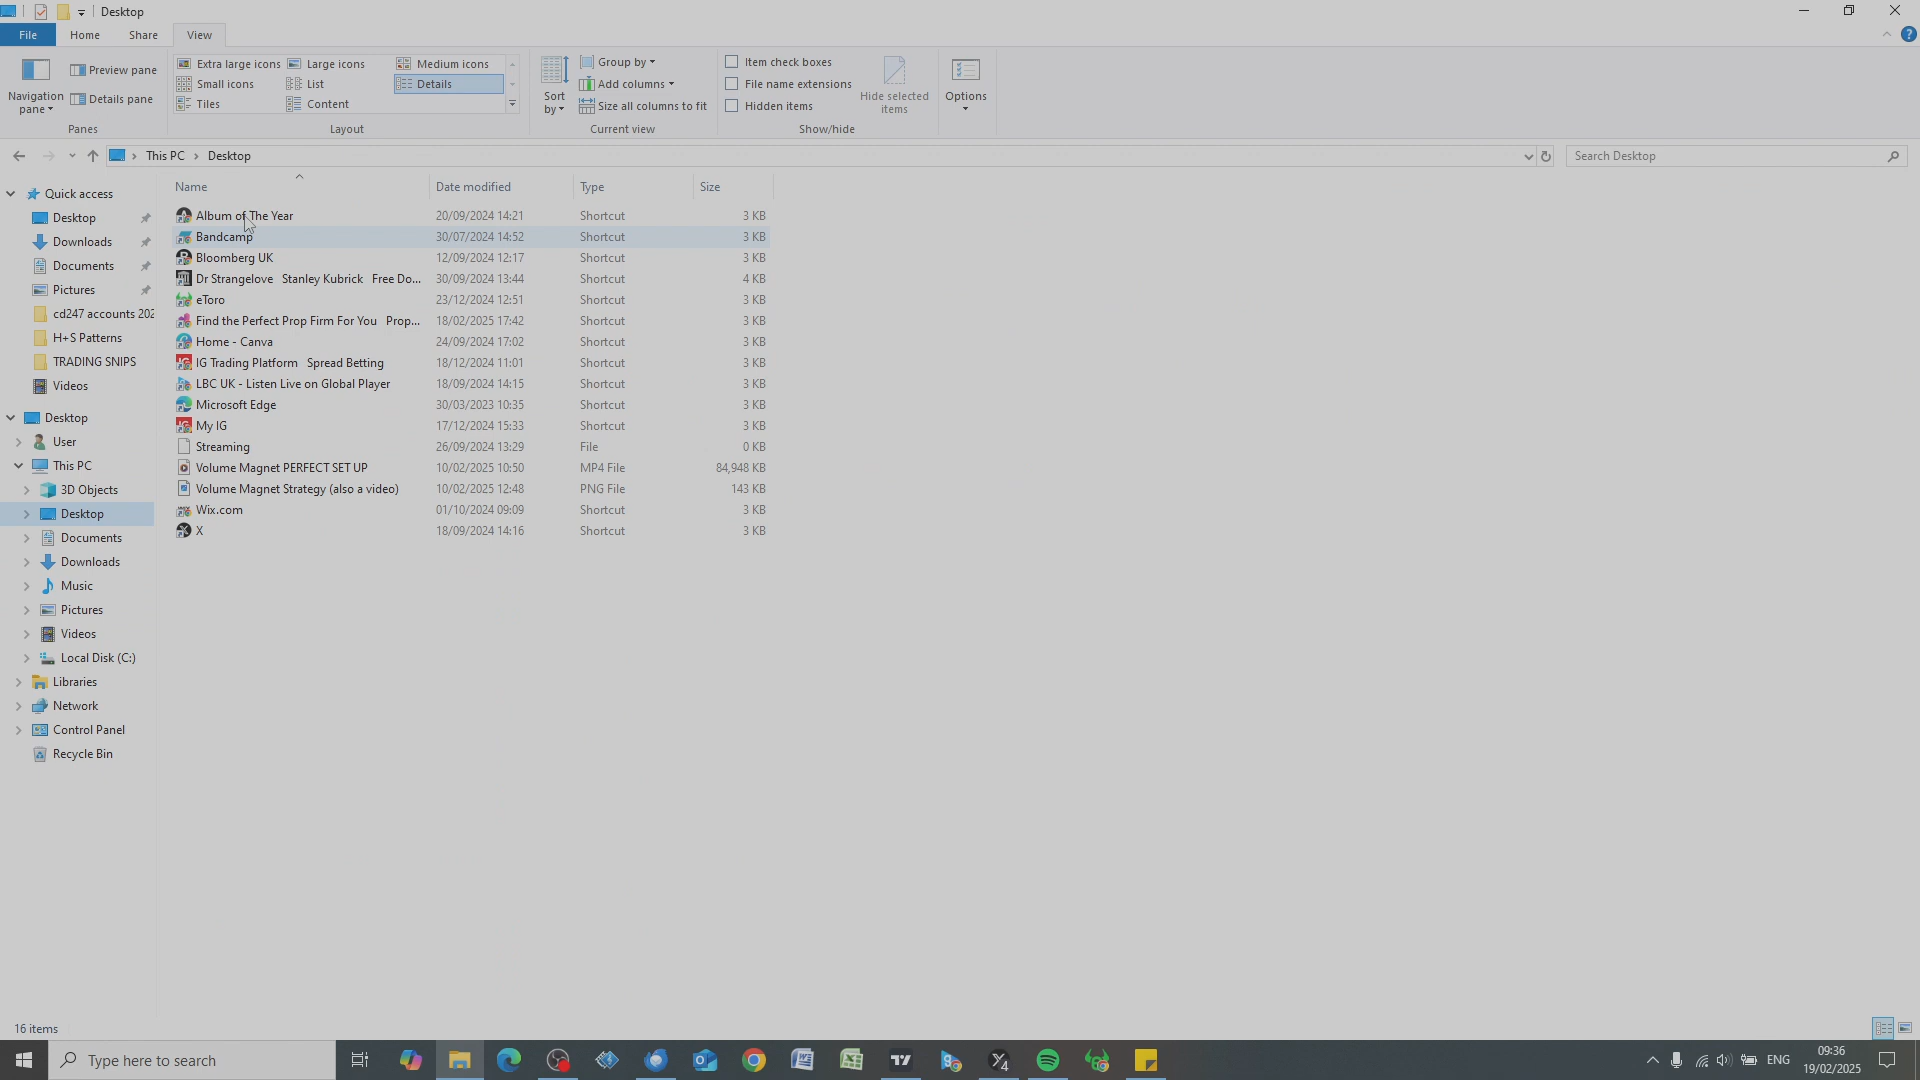 Desktop
File Home Share View
Navigation pane
Preview pane
Details pane
Panes
Extra large icons Large icons Medium icons
Small icons List Details
Tiles Content
Layout
Sort by
Group by
Add columns
Size all columns to fit
Current view
Item check boxes
File name extensions
Hidden items
Hide selected items
Show/hide
Options
This PC Desktop
Search Desktop
Name Date modified Type Size
Album of The Year 20/09/2024 14:21 Shortcut 3 KB
Bandcamp 30/07/2024 14:52 Shortcut 3 KB
Bloomberg UK 12/09/2024 12:17 Shortcut 3 KB
Dr Strangelove Stanley Kubrick Free Do... 30/09/2024 13:44 Shortcut 4 KB
eToro 23/12/2024 12:51 Shortcut 3 KB
Find the Perfect Prop Firm For You Prop... 18/02/2025 17:42 Shortcut 3 KB
Home - Canva 24/09/2024 17:02 Shortcut 3 KB
IG Trading Platform Spread Betting 18/12/2024 11:01 Shortcut 3 KB
LBC UK - Listen Live on Global Player 18/09/2024 14:15 Shortcut 3 KB
Microsoft Edge 30/03/2023 10:35 Shortcut 3 KB
My IG 17/12/2024 15:33 Shortcut 3 KB
Streaming 26/09/2024 13:29 File 0 KB
Volume Magnet PERFECT SET UP 10/02/2025 10:50 MP4 File 84,948 KB
Volume Magnet Strategy (also a video) 10/02/2025 12:48 PNG File 143 KB
Wix.com 01/10/2024 09:09 Shortcut 3 KB
X 18/09/2024 14:16 Shortcut 3 KB
Quick access
Desktop
Downloads
Documents
Pictures
cd247 accounts 202
H+S Patterns
TRADING SNIPS
Videos
Desktop
User
This PC
3D Objects
Desktop
Documents
Downloads
Music
Pictures
Videos
Local Disk (C:)
Libraries
Network
Control Panel
Recycle Bin
16 items
Type here to search
ENG
09:36
19/02/2025